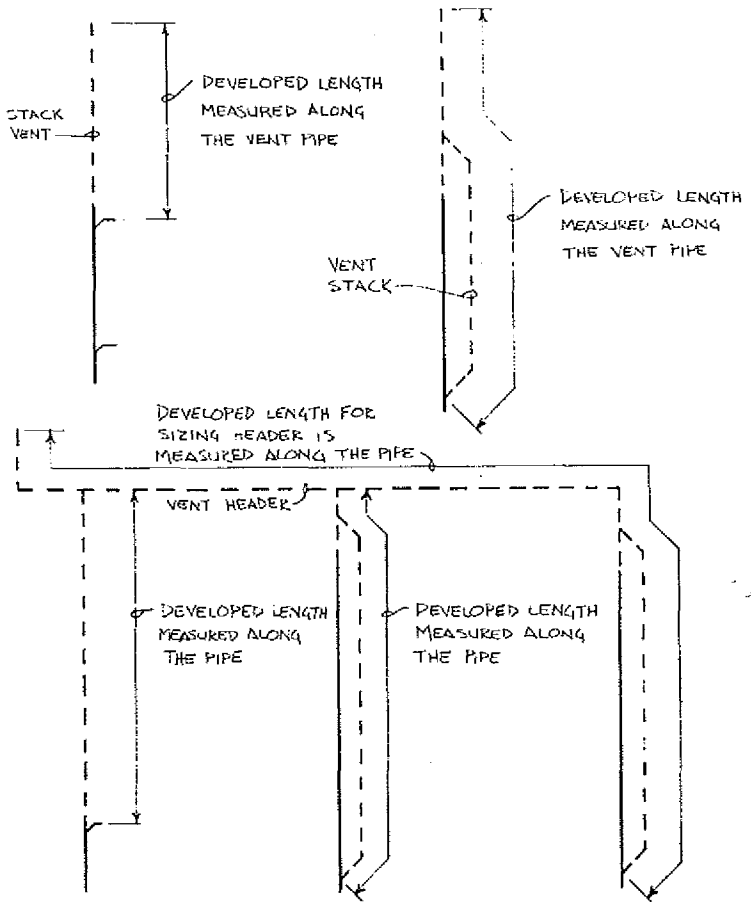 STACK
VENT
DEVELOPED LENGTH
MEASURED ALONG
THE VENT PIPE
DEVELOPED LENGTH
MEASURED ALONG
THE VENT PIPE
VENT
STACK
DEVELOPED LENGTH FOR
SIZING HEADER IS
MEASURED ALONG THE PIPE
VENT HEADER
DEVELOPED LENGTH
MEASURED ALONG
THE PIPE
DEVELOPED LENGTH
MEASURED ALONG
THE PIPE